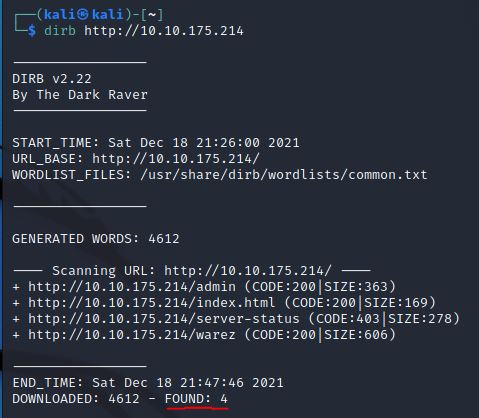 ┌──(kali㉿kali)-[~]
└─$ dirb http://10.10.175.214
-----------------
DIRB v2.22
By The Dark Raver
-----------------
START_TIME: Sat Dec 18 21:26:00 2021
URL_BASE: http://10.10.175.214/
WORDLIST_FILES: /usr/share/dirb/wordlists/common.txt
-----------------
GENERATED WORDS: 4612
---- Scanning URL: http://10.10.175.214/ ----
+ http://10.10.175.214/admin (CODE:200|SIZE:363)
+ http://10.10.175.214/index.html (CODE:200|SIZE:169)
+ http://10.10.175.214/server-status (CODE:403|SIZE:278)
+ http://10.10.175.214/warez (CODE:200|SIZE:606)
-----------------
END_TIME: Sat Dec 18 21:47:46 2021
DOWNLOADED: 4612 - FOUND: 4